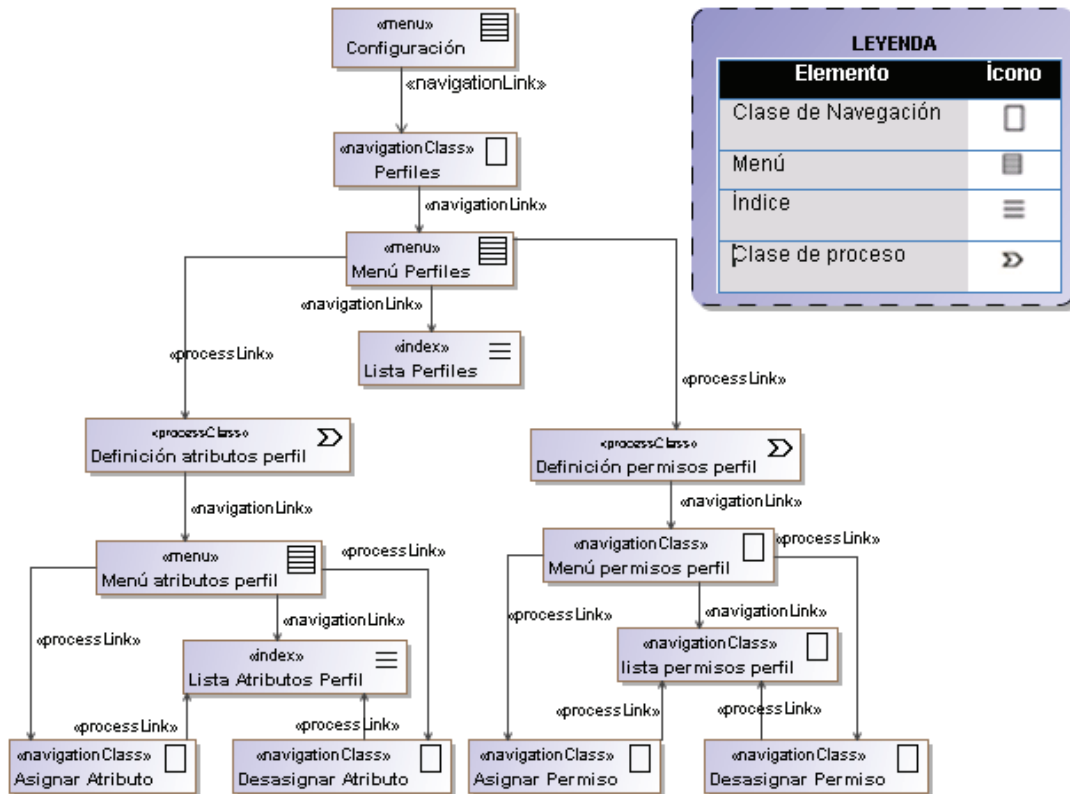 «menu»
Configuración
«navigationLink»
«navigationClass»
Perfiles
«navigationLink»
«menu»
Menú Perfiles
«navigationLink»
«index»
Lista Perfiles
«processLink»
«processLink»
«processClass»
Definición atributos perfil
«navigationLink»
«menu»
Menú atributos perfil
«processLink»
«processLink»
«navigationLink»
«index»
Lista Atributos Perfil
«processLink»
«processLink»
«navigationClass»
Asignar Atributo
«navigationClass»
Desasignar Atributo
«processClass»
Definición permisos perfil
«navigationLink»
«navigationClass»
Menú permisos perfil
«processLink»
«processLink»
«navigationLink»
«navigationClass»
lista permisos perfil
«processLink»
«processLink»
«navigationClass»
Asignar Permiso
«navigationClass»
Desasignar Permiso
LEYENDA
Elemento Ícono
Clase de Navegación
Menú
Índice
Clase de proceso